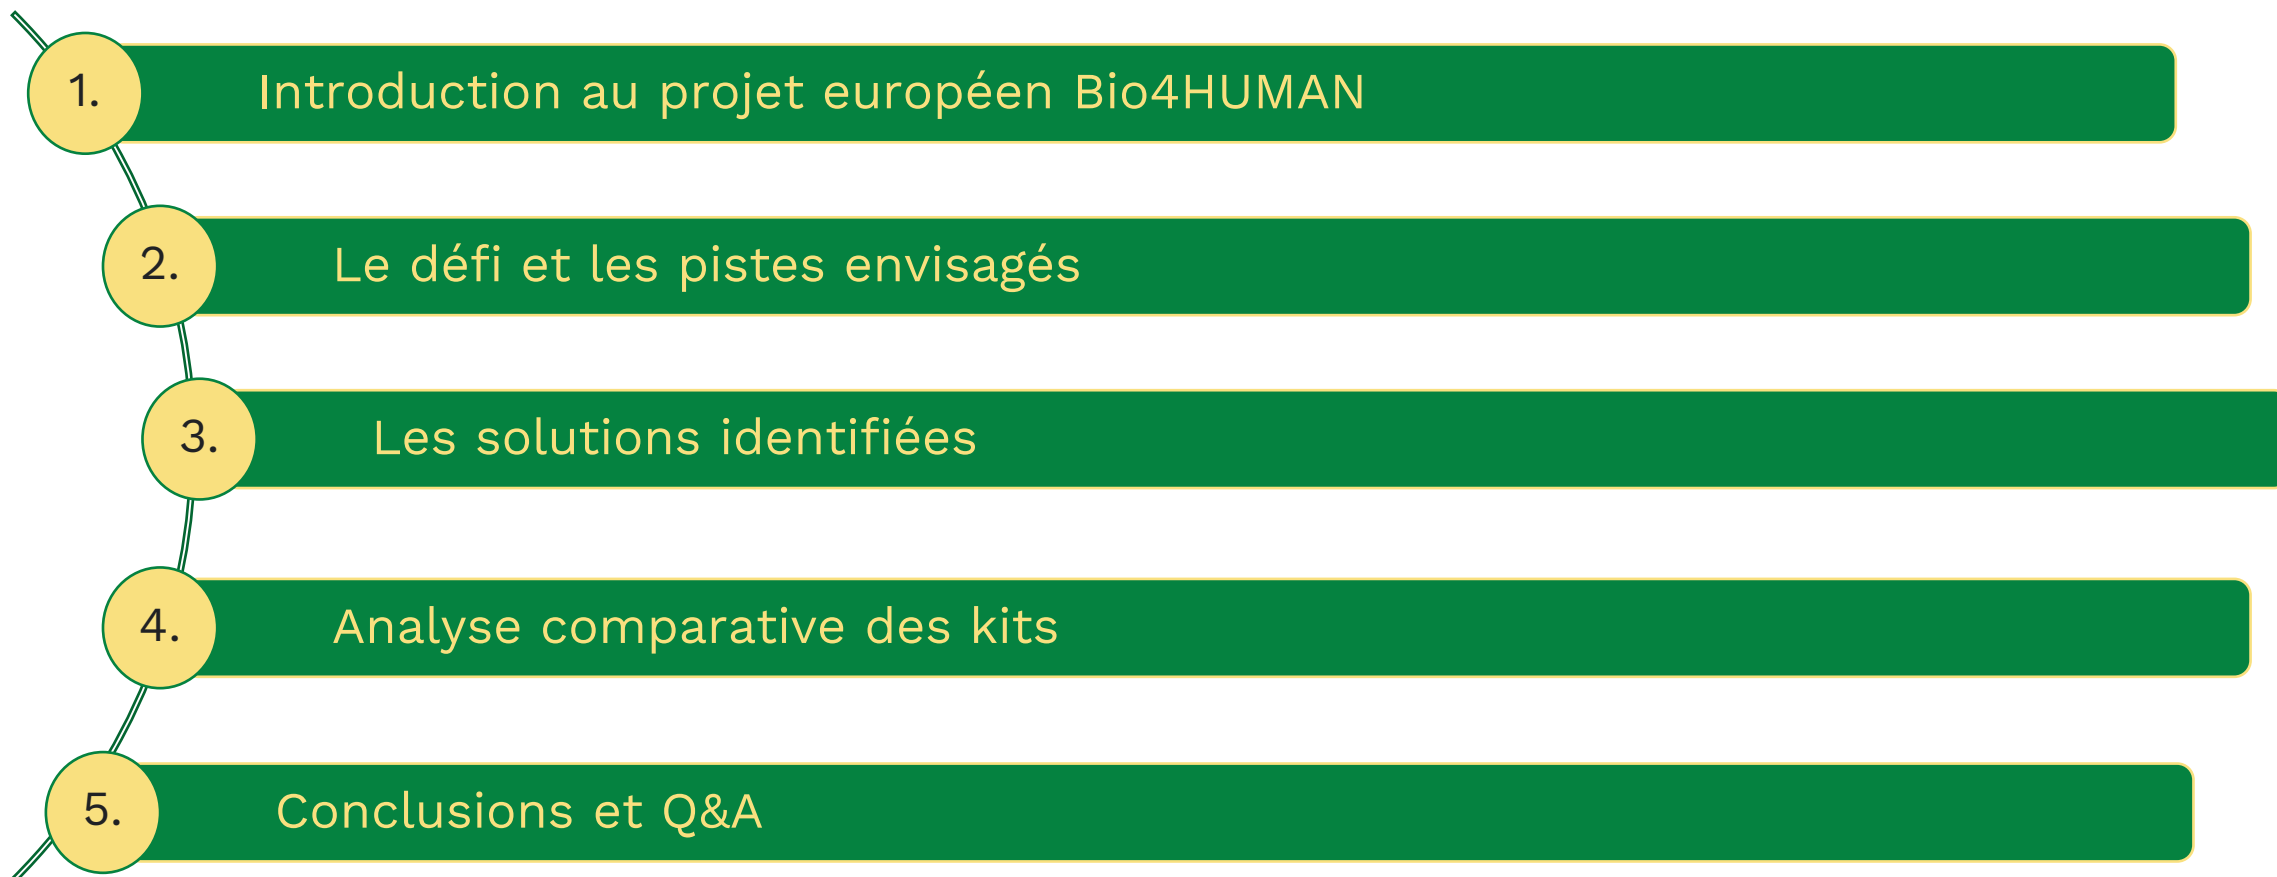 1. Introduction au projet européen Bio4HUMAN
2. Le défi et les pistes envisagés
3. Les solutions identifiées
4. Analyse comparative des kits
5. Conclusions et Q&A